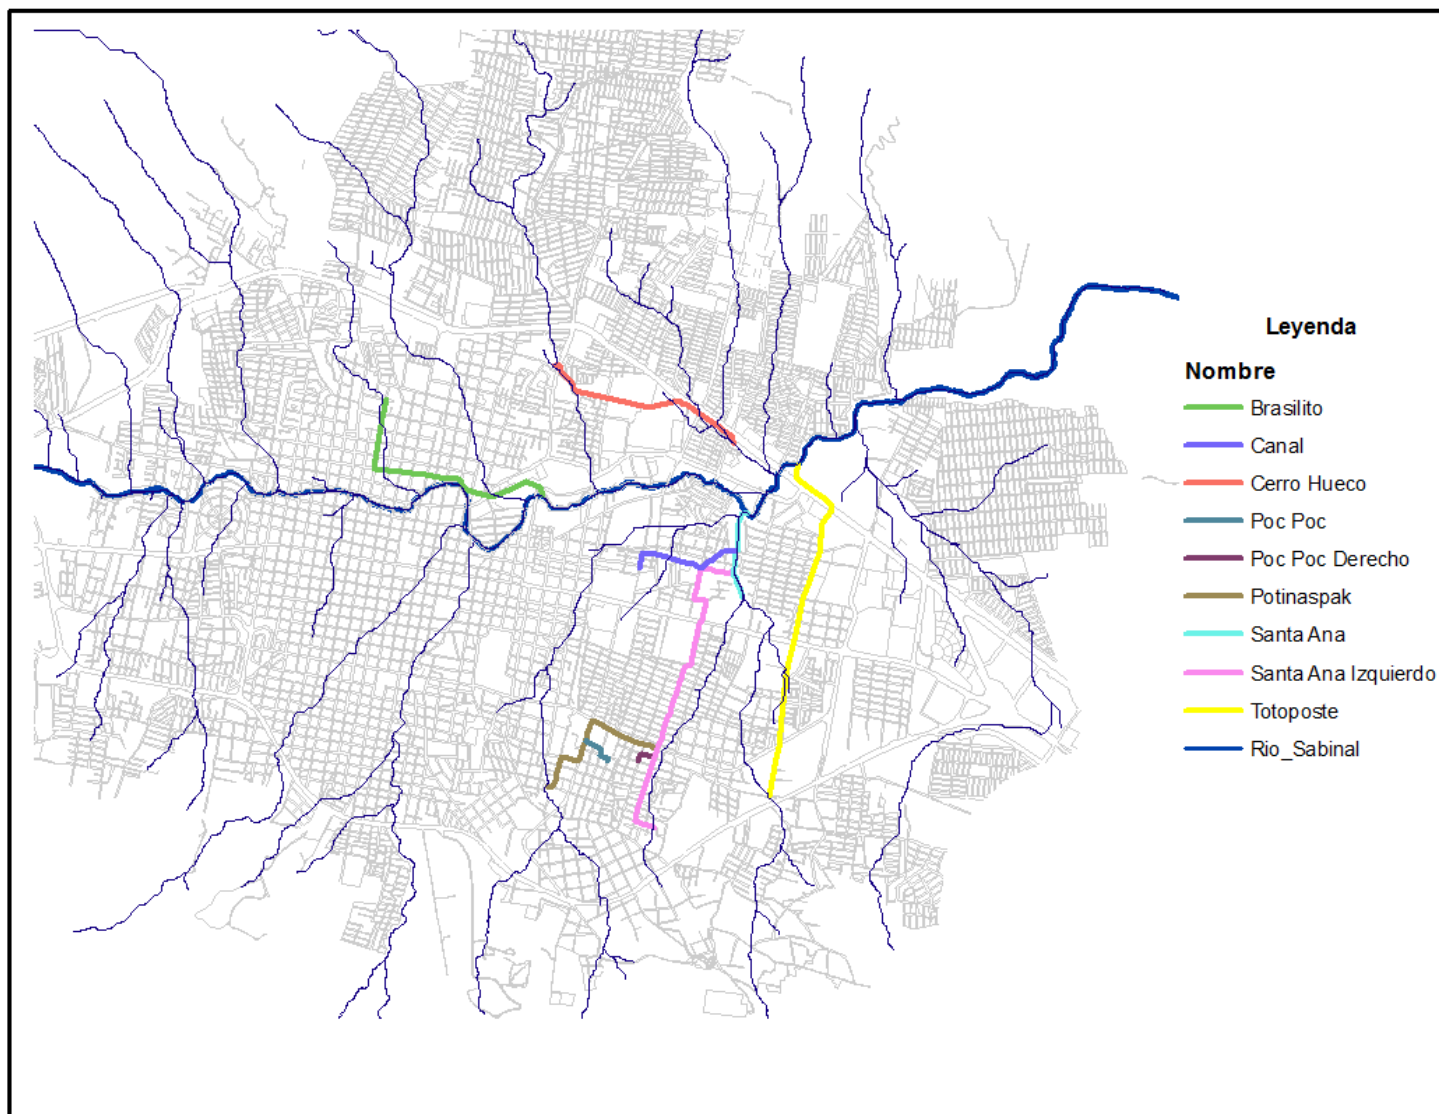 Leyenda
Nombre
Brasilito
Canal
Cerro Hueco
Poc Poc
Poc Poc Derecho
Potinaspak
Santa Ana
Santa Ana Izquierdo
Totoposte
Rio_Sabinal